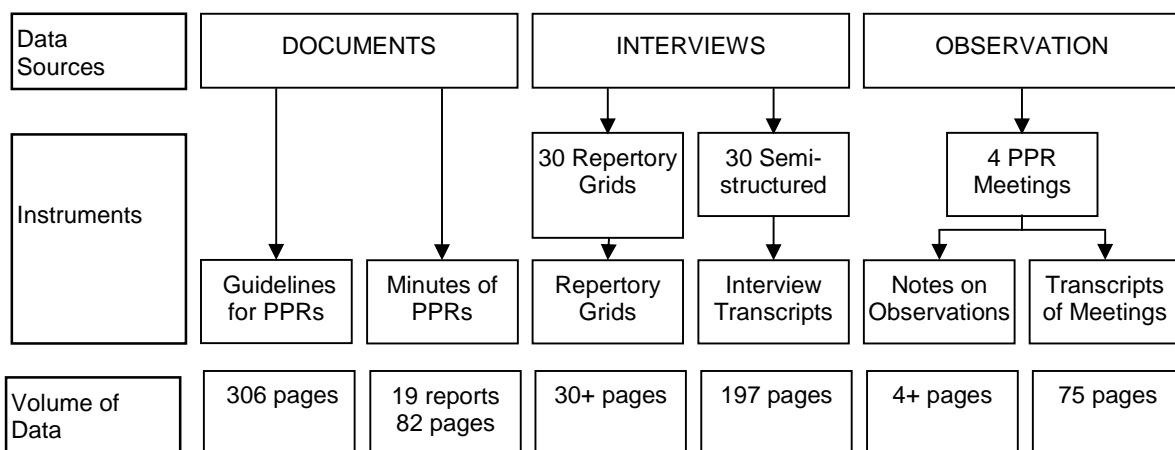 Data
Sources
DOCUMENTS
INTERVIEWS
OBSERVATION
Instruments
30 Repertory
Grids
30 Semi-
structured
4 PPR
Meetings
Guidelines
for PPRs
Minutes of
PPRs
Repertory
Grids
Interview
Transcripts
Notes on
Observations
Transcripts
of Meetings
Volume of
Data
306 pages
19 reports
82 pages
30+ pages
197 pages
4+ pages
75 pages